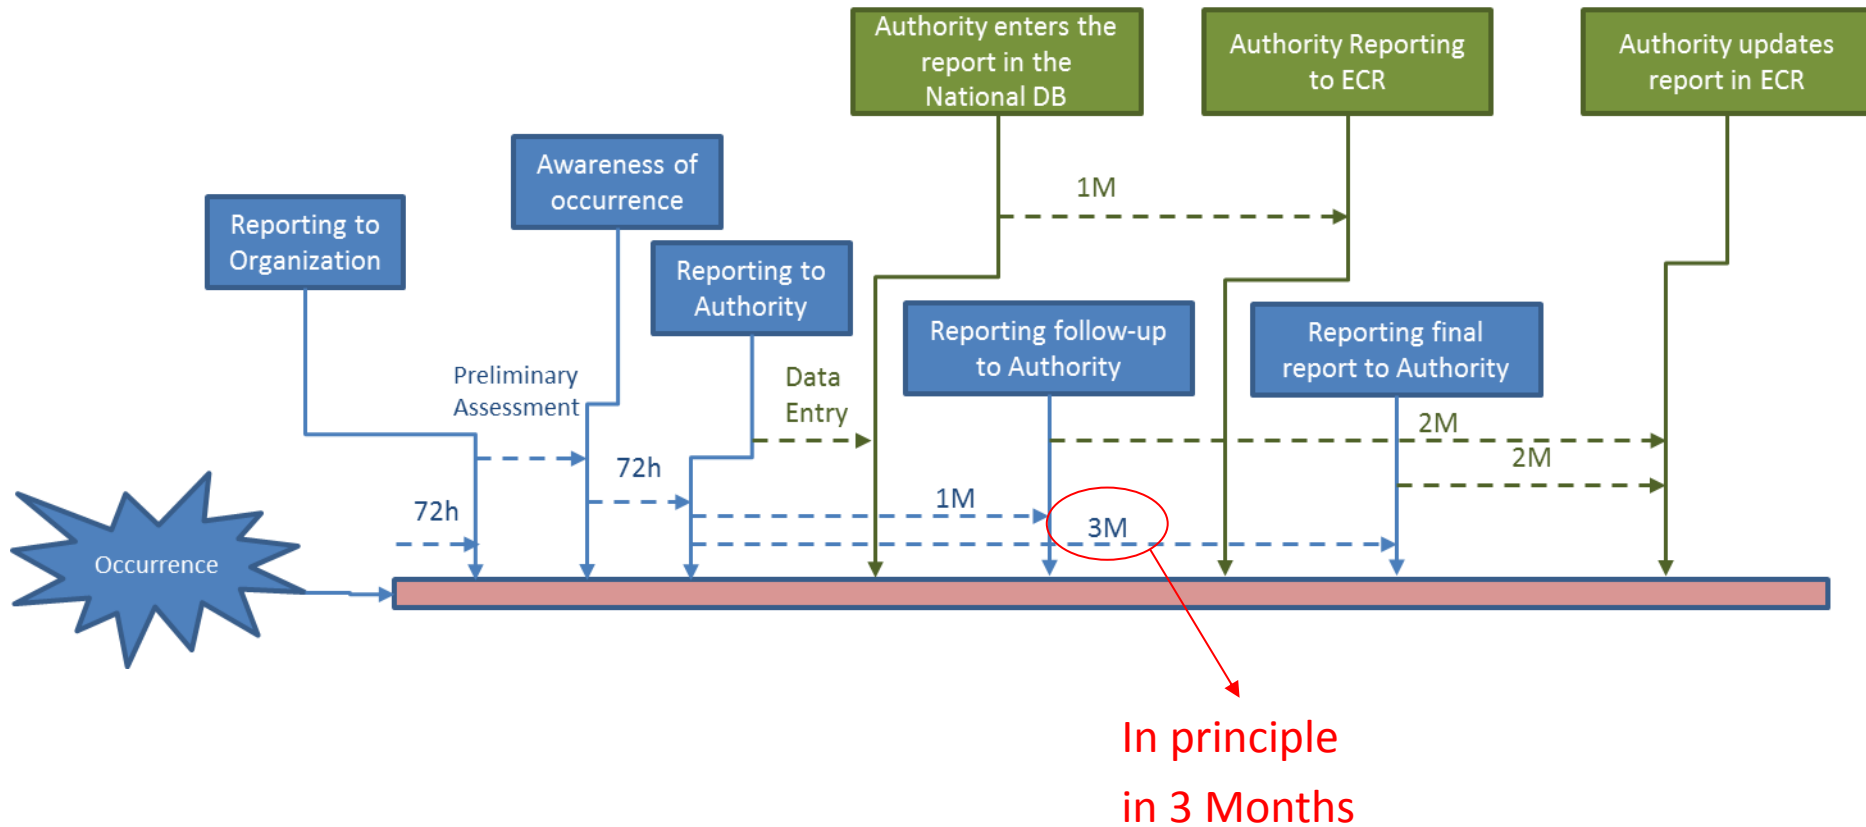 Authority enters the
report in the
National DB
Authority Reporting
to ECR
Authority updates
report in ECR
Awareness of
occurrence
1M
Reporting to
Organization
Reporting to
Authority
Reporting follow-up
to Authority
Reporting final
report to Authority
Preliminary
Assessment
Data
Entry
2M
72h
2M
72h
1M
3M
Occurrence
In principle
in 3 Months